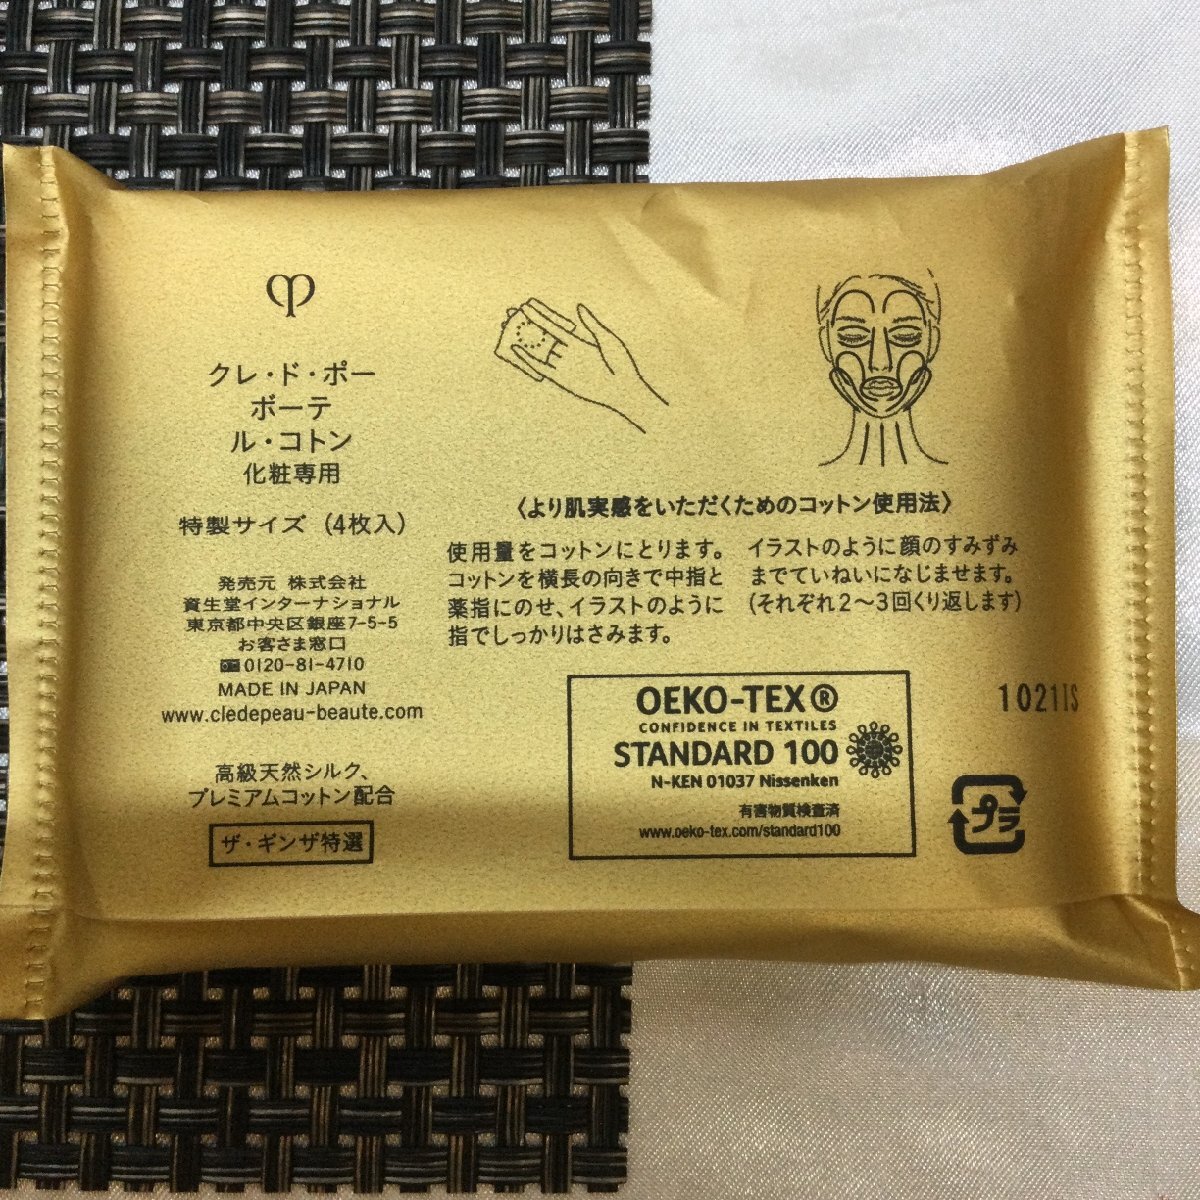 クレ・ド・ポー
ボーテ
ル・コトン
化粧専用
特製サイズ（4枚入）
発売元 株式会社
資生堂インターナショナル
東京都中央区銀座7-5-5
お客さま窓口
0120-81-4710
MADE IN JAPAN
www.cledepeau-beaute.com
高級天然シルク、
プレミアムコットン配合
ザ・ギンザ特選
〈より肌実感をいただくためのコットン使用法〉
使用量をコットンにとります。
コットンを横長の向きで中指と
薬指にのせ、イラストのように
指でしっかりはさみます。
イラストのように顔のすみずみ
までていねいになじませます。
（それぞれ2～3回くり返します）
OEKO-TEX®
CONFIDENCE IN TEXTILES
STANDARD 100
N-KEN 01037 Nissenken
有害物質検査済
www.oeko-tex.com/standard100
1021IS
プラ